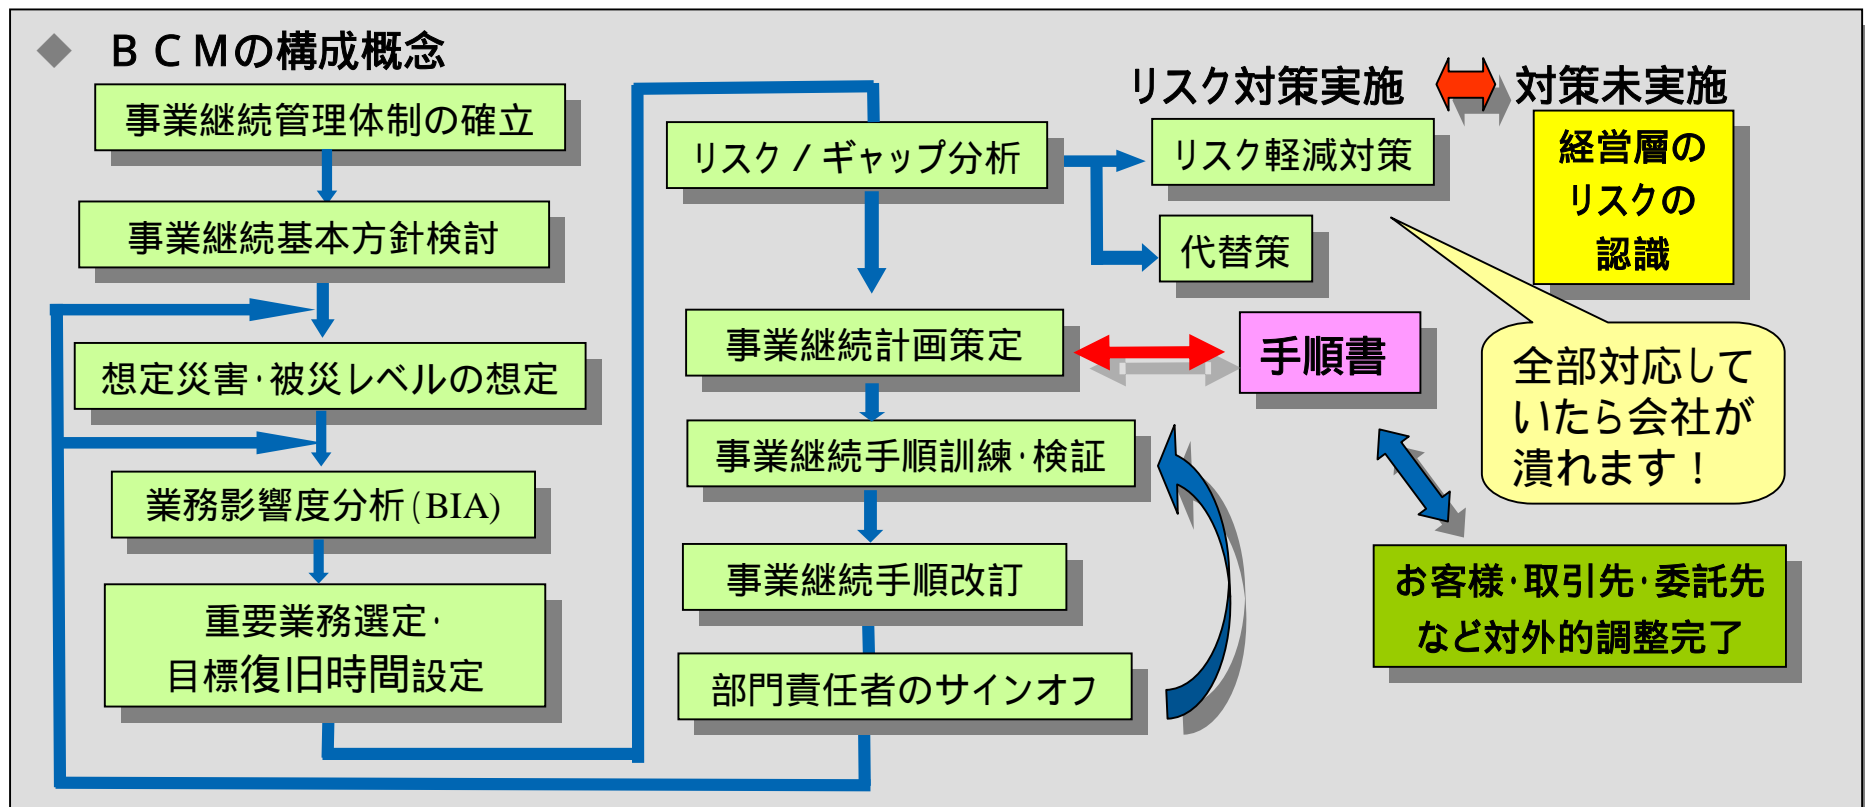 ◆ ＢＣＭの構成概念
事業継続管理体制の確立
事業継続基本方針検討
想定災害・被災レベルの想定
業務影響度分析(BIA)
重要業務選定・
目標復旧時間設定
リスク／ギャップ分析
事業継続計画策定
事業継続手順訓練・検証
事業継続手順改訂
部門責任者のサインオフ
リスク対策実施
対策未実施
リスク軽減対策
代替策
経営層の
リスクの
認識
全部対応して
いたら会社が
潰れます！
手順書
お客様・取引先・委託先
など対外的調整完了